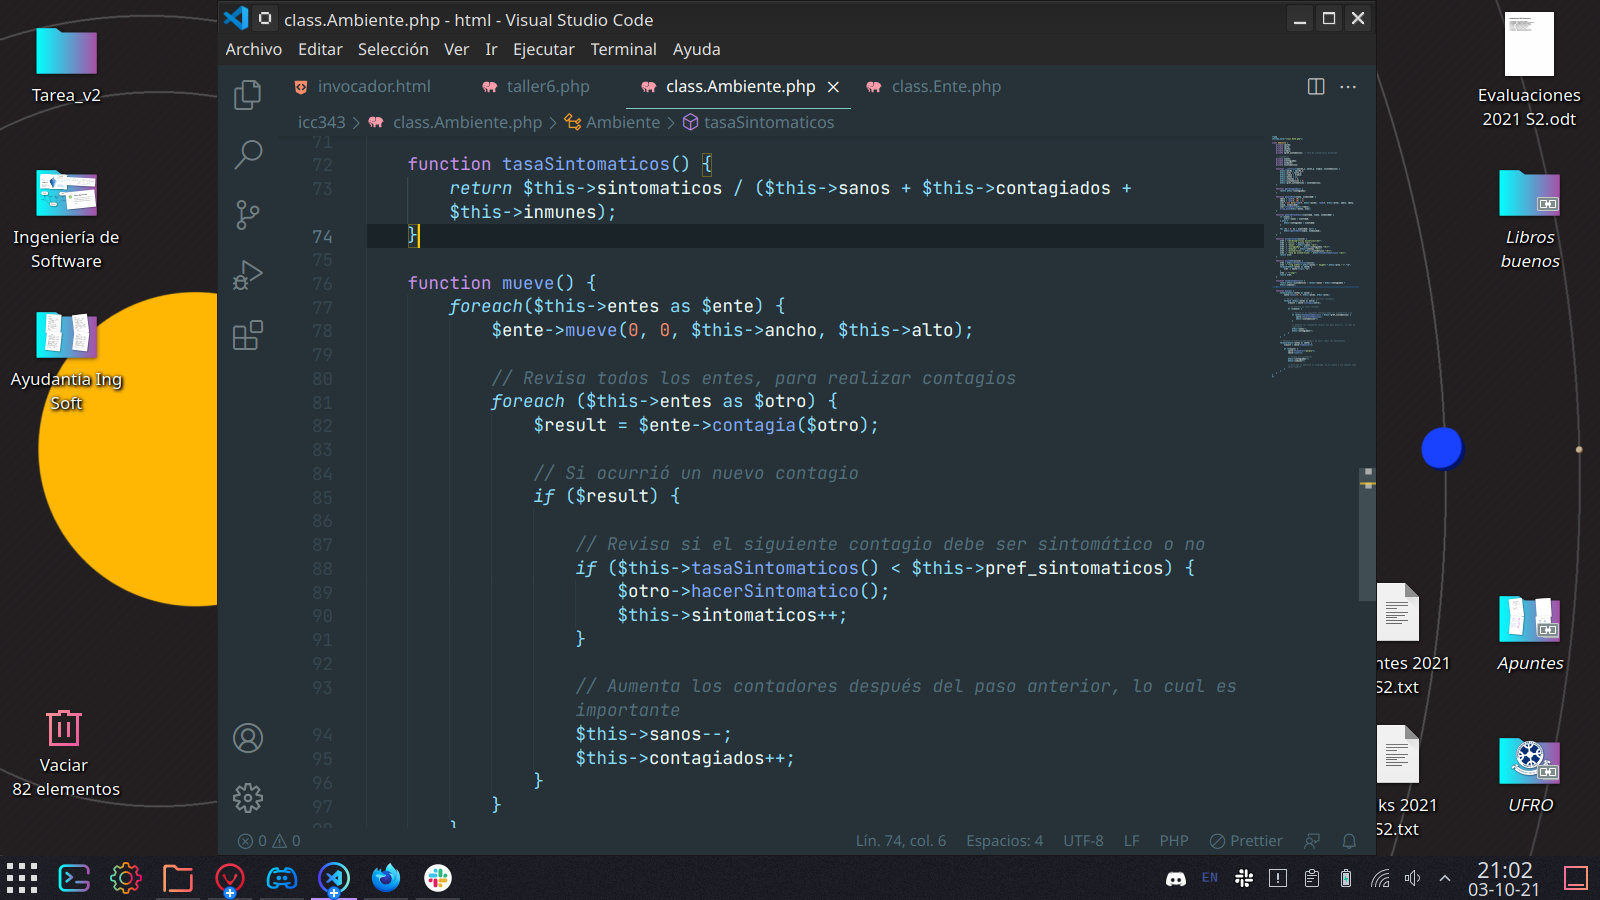 class.Ambiente.php - html - Visual Studio Code
Archivo Editar Selección Ver Ir Ejecutar Terminal Ayuda
invocador.html taller6.php class.Ambiente.php class.Ente.php
icc343 > class.Ambiente.php > Ambiente > tasaSintomaticos
71
72 function tasaSintomaticos() {
73 return $this->sintomaticos / ($this->sanos + $this->contagiados +
$this->inmunes);
74 }
75
76 function mueve() {
77 foreach($this->entes as $ente) {
78 $ente->mueve(0, 0, $this->ancho, $this->alto);
79
80 // Revisa todos los entes, para realizar contagios
81 foreach ($this->entes as $otro) {
82 $result = $ente->contagia($otro);
83
84 // Si ocurrió un nuevo contagio
85 if ($result) {
86
87 // Revisa si el siguiente contagio debe ser sintomático o no
88 if ($this->tasaSintomaticos() < $this->pref_sintomaticos) {
89 $otro->hacerSintomatico();
90 $this->sintomaticos++;
91 }
92
93 // Aumenta los contadores después del paso anterior, lo cual es
importante
94 $this->sanos--;
95 $this->contagiados++;
96 }
97 }
98 }
0 0 Lín. 74, col. 6 Espacios: 4 UTF-8 LF PHP Prettier
Tarea_v2
Ingeniería de
Software
Ayudantía Ing
Soft
Vaciar
82 elementos
Evaluaciones
2021 S2.odt
Libros
buenos
ntes 2021
S2.txt
Apuntes
ks 2021
S2.txt
UFRO
EN
21:02
03-10-21